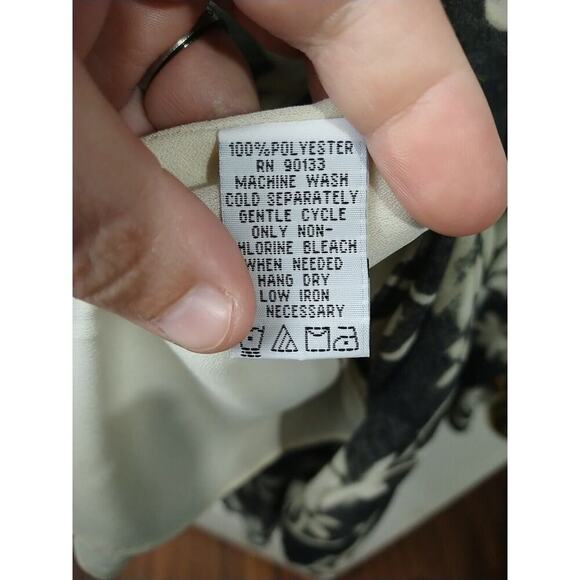 100%POLYESTER
RN 90133
MACHINE WASH
COLD SEPARATELY
GENTLE CYCLE
ONLY NON-
HLORINE BLEACH
WHEN NEEDED
HANG DRY
LOW IRON
NECESSARY